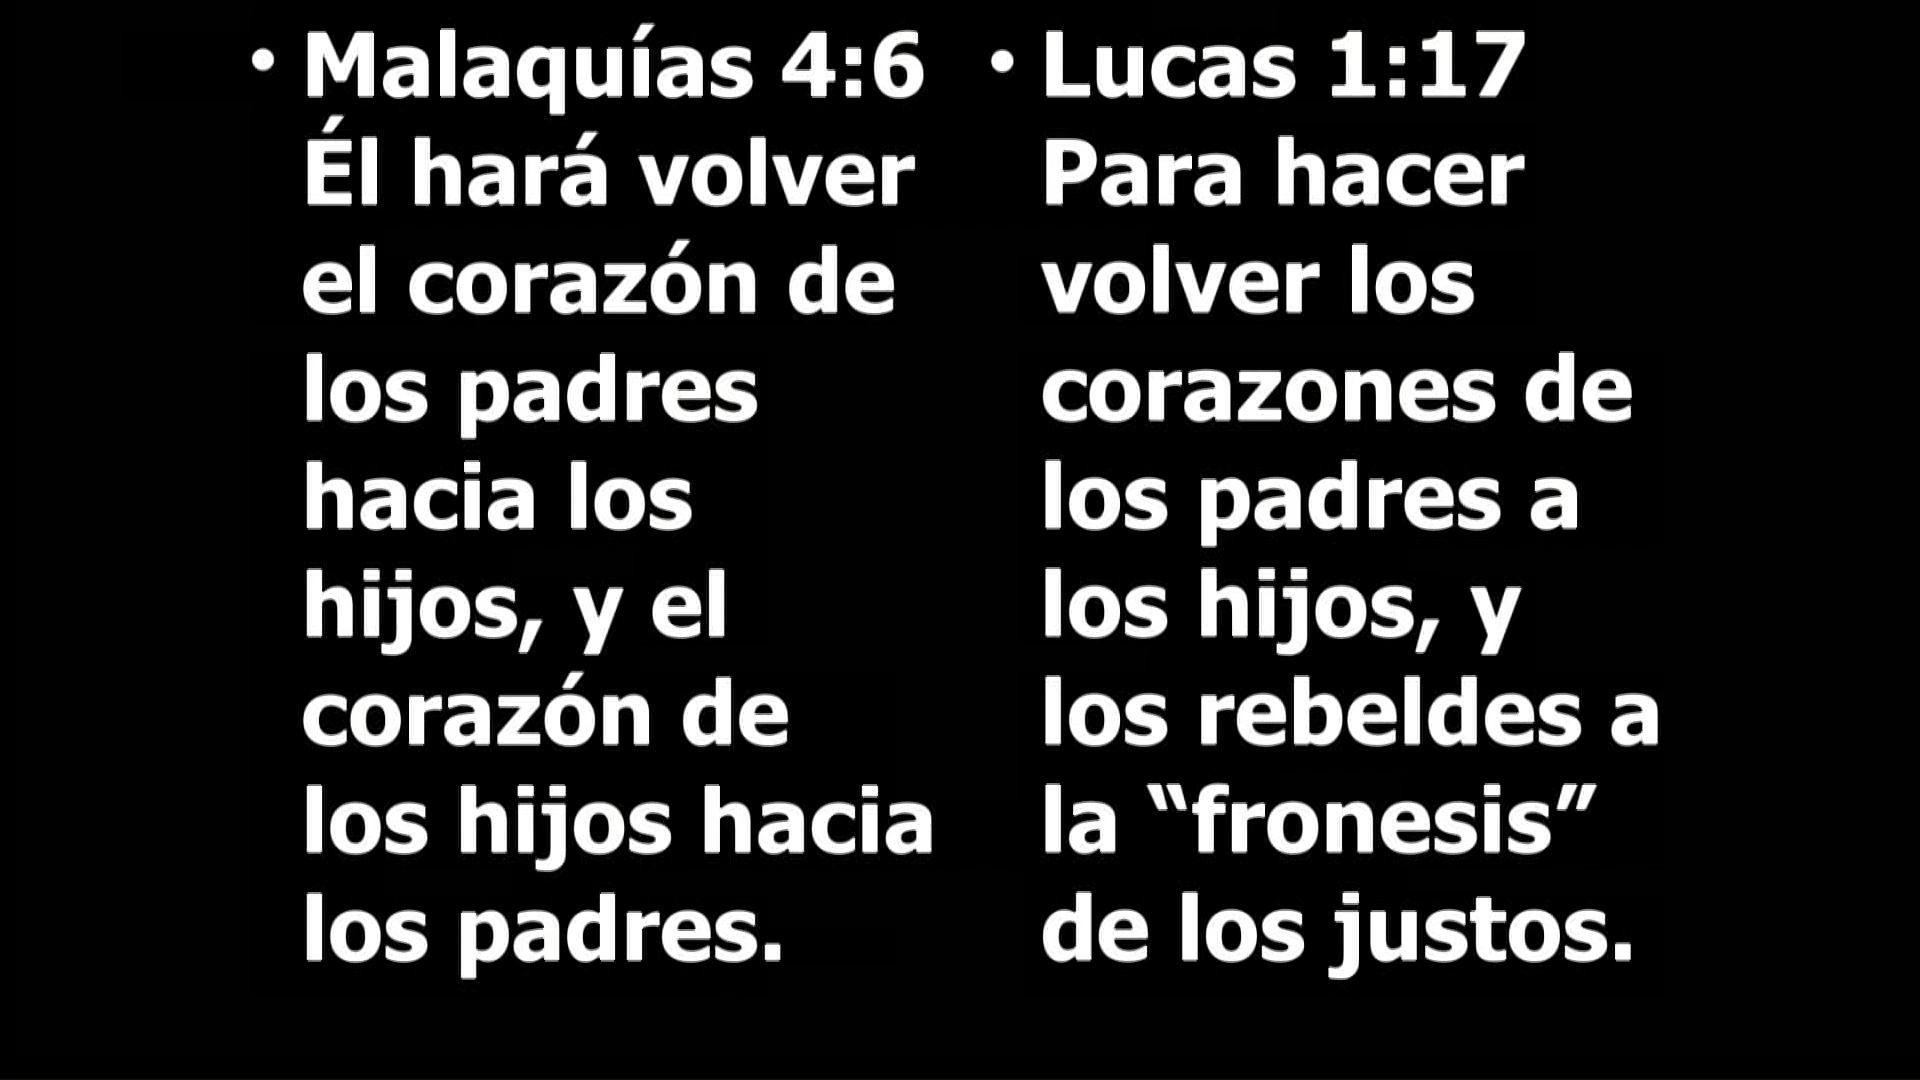 • Malaquías 4:6
Él hará volver
el corazón de
los padres
hacia los
hijos, y el
corazón de
los hijos hacia
los padres.
• Lucas 1:17
Para hacer
volver los
corazones de
los padres a
los hijos, y
los rebeldes a
la “fronesis”
de los justos.